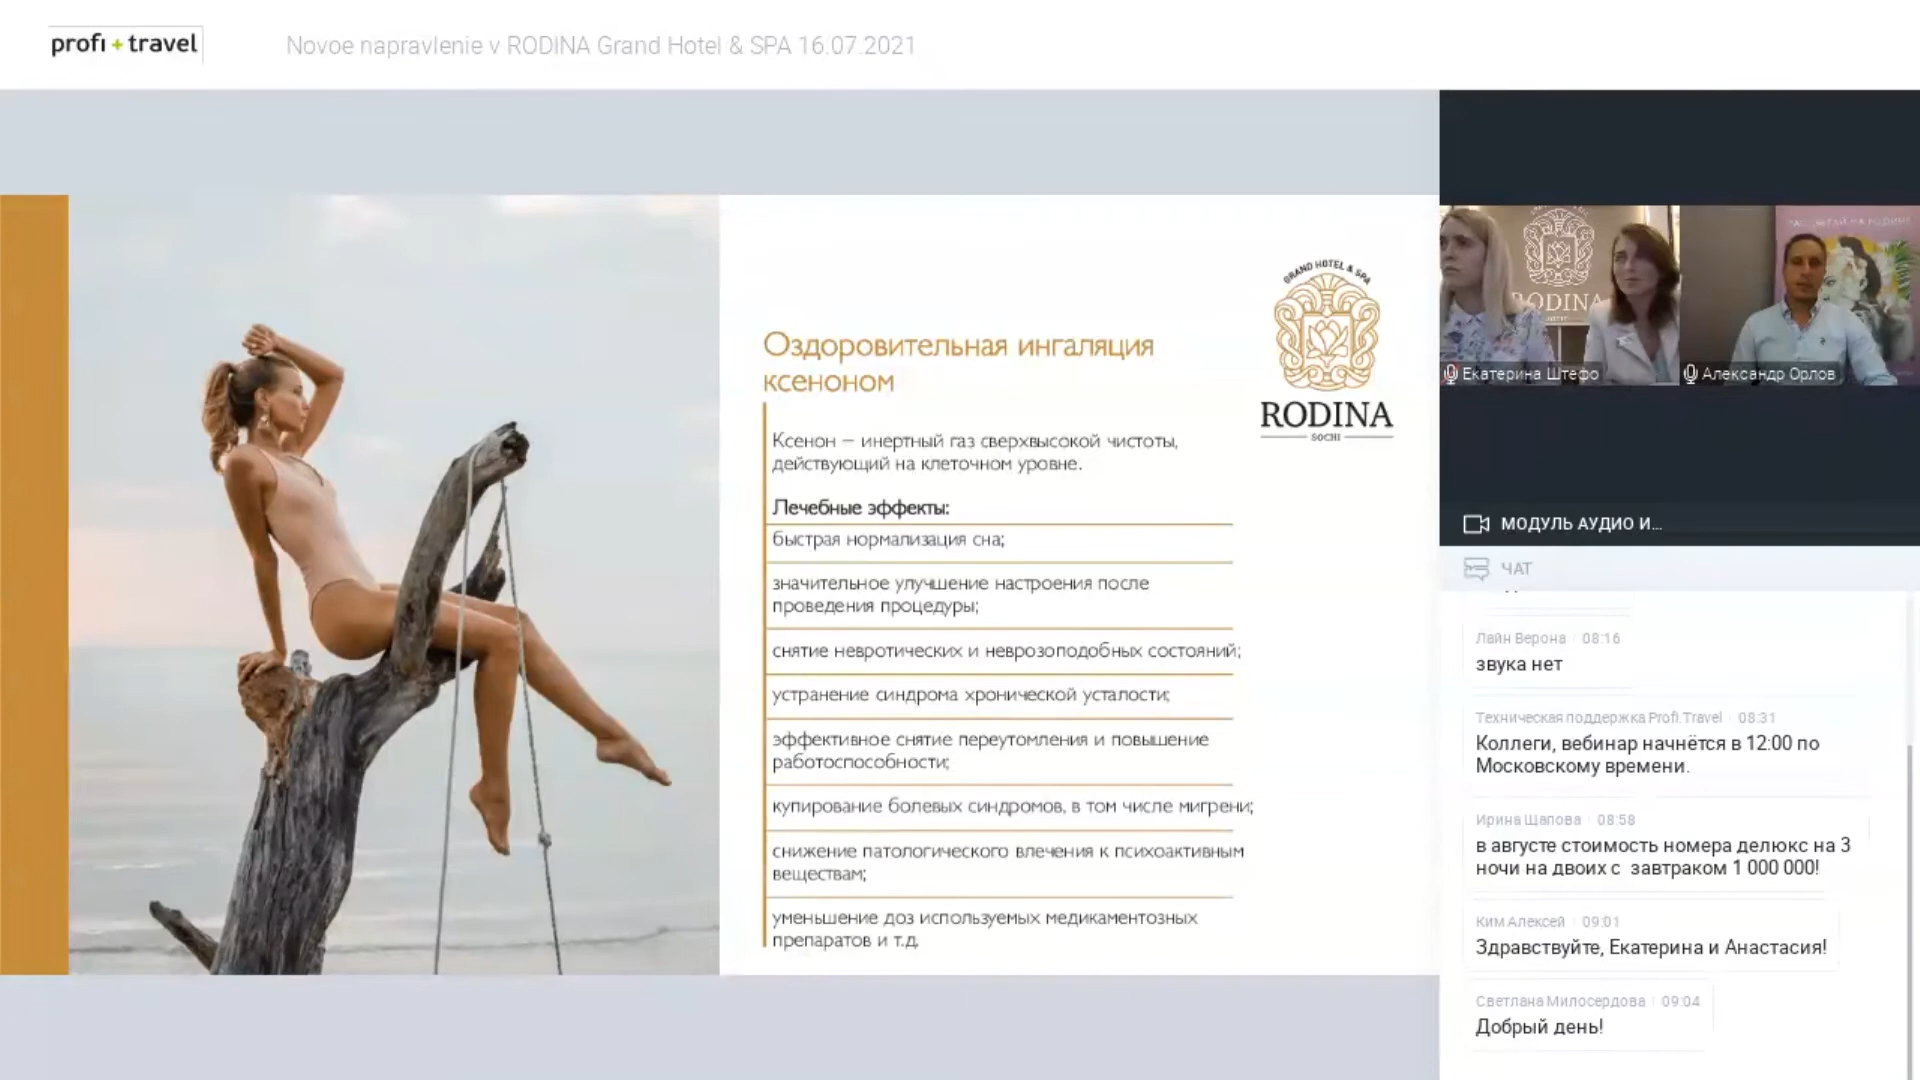 profi + travel
Novoe napravlenie v RODINA Grand Hotel & SPA 16.07.2021
Оздоровительная ингаляция
ксеноном
Ксенон – инертный газ сверхвысокой чистоты,
действующий на клеточном уровне.
Лечебные эффекты:
быстрая нормализация сна;
значительное улучшение настроения после
проведения процедуры;
снятие невротических и неврозоподобных состояний;
устранение синдрома хронической усталости;
эффективное снятие переутомления и повышение
работоспособности;
купирование болевых синдромов, в том числе мигрени;
снижение патологического влечения к психоактивным
веществам;
уменьшение доз используемых медикаментозных
препаратов и т.д.
GRAND HOTEL & SPA
RODINA
SOCHI
RODINA
Екатерина Штефо
Александр Орлов
МОДУЛЬ АУДИО И...
ЧАТ
Лайн Верона 08:16
звука нет
Техническая поддержка Profi.Travel 08:31
Коллеги, вебинар начнётся в 12:00 по
Московскому времени.
Ирина Шапова 08:58
в августе стоимость номера делюкс на 3
ночи на двоих с завтраком 1 000 000!
Ким Алексей 09:01
Здравствуйте, Екатерина и Анастасия!
Светлана Милосердова 09:04
Добрый день!